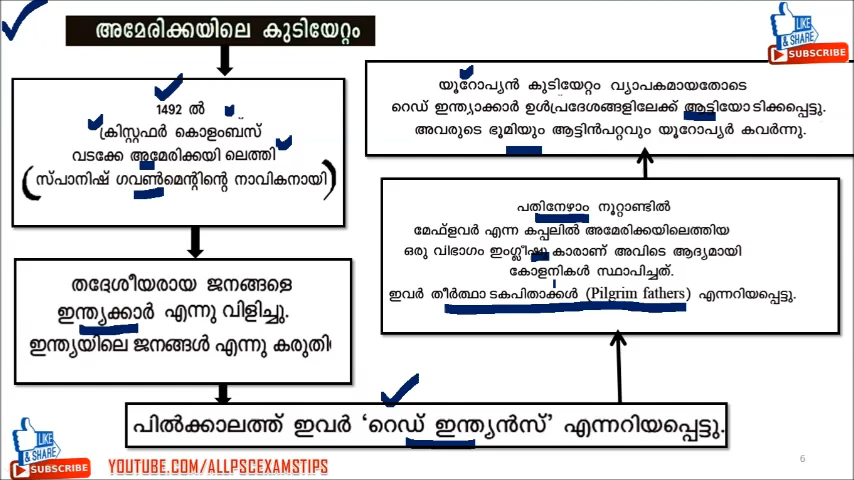 അമേരിക്കയിലെ കുടിയേറ്റം
1492 ൽ
ക്രിസ്റ്റഫർ കൊളംബസ്
വടക്കേ അമേരിക്കയി ലെത്തി
(സ്പാനിഷ് ഗവൺമെന്റിന്റെ നാവികനായി)
തദേശീയരായ ജനങ്ങളെ
ഇന്ത്യക്കാർ എന്നു വിളിച്ചു.
ഇന്ത്യയിലെ ജനങ്ങൾ എന്നു കരുതി
പിൽക്കാലത്ത് ഇവർ ‘റെഡ് ഇന്ത്യൻസ്’ എന്നറിയപ്പെട്ടു.
പതിനേഴാം നൂറ്റാണ്ടിൽ
മേഫ്ളവർ എന്ന കപ്പലിൽ അമേരിക്കയിലെത്തിയ
ഒരു വിഭാഗം ഇംഗ്ലീഷു കാരാണ് അവിടെ ആദ്യമായി
കോളനികൾ സ്ഥാപിച്ചത്.
ഇവർ തീർത്ഥാ ടകപിതാക്കൾ (Pilgrim fathers) എന്നറിയപ്പെട്ടു.
യൂറോപ്യൻ കുടിയേറ്റം വ്യാപകമായതോടെ
റെഡ് ഇന്ത്യാക്കാർ ഉൾപ്രദേശങ്ങളിലേക്ക് ആട്ടിയോ ടിക്കപ്പെട്ടു.
അവരുടെ ഭൂമിയും ആട്ടിൻപറ്റവും യൂറോപ്യർ കവർന്നു.
LIKE
& SHARE
SUBSCRIBE
LIKE
& SHARE
SUBSCRIBE
YOUTUBE.COM/ALLPSCEXAMSTIPS
6